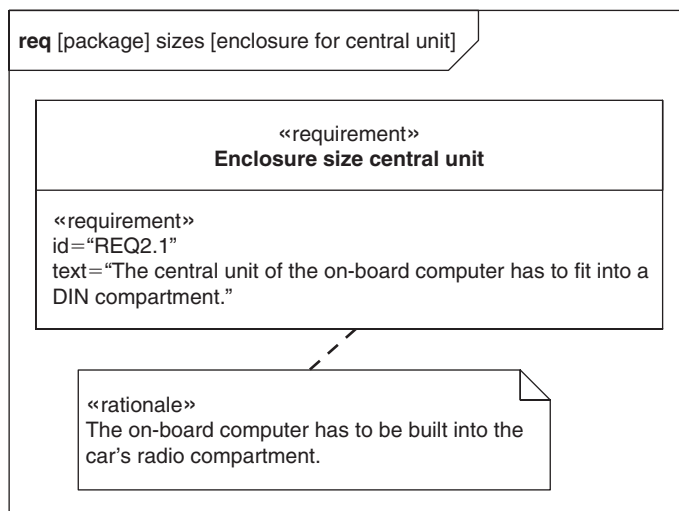 req [package] sizes [enclosure for central unit]
«requirement»
Enclosure size central unit
«requirement»
id=“REQ2.1”
text=“The central unit of the on-board computer has to fit into a
DIN compartment.”
«rationale»
The on-board computer has to be built into the
car’s radio compartment.